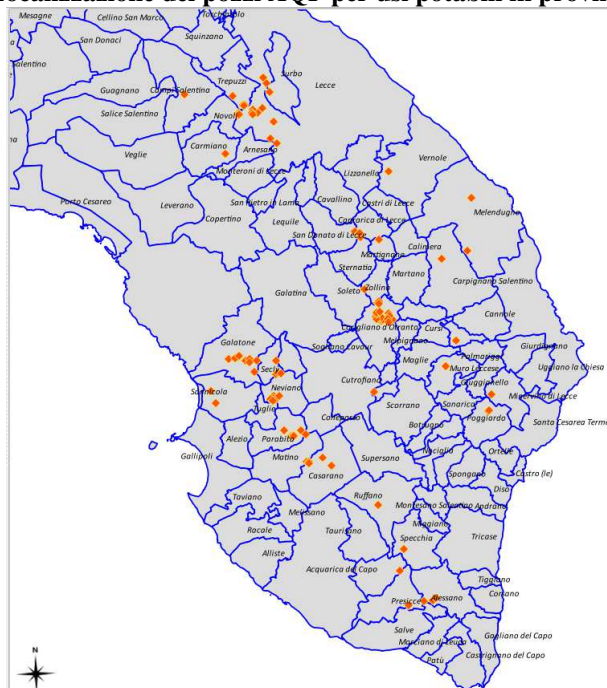 localizzazione dei pozzi AQP per usi potabili in provin
Mesagne
Cellino San Marco
San Donaci
Squinzano
Trepuzzi
Surbo
Lecce
Guagnano
Campi Salentina
Salice Salentino
Novoli
Carmiano
Arnesano
Veglie
Monteroni di Lecce
Lizzanello
Vernole
Porto Cesareo
Leverano
San Pietro in Lama
Cavallino
Castri di Lecce
Melendugno
Copertino
Lequile
Caprarica di Lecce
San Donato di Lecce
Martignano
Calimera
Sternatia
Martano
Carpignano Salentino
Galatina
Soleto
Zollino
Cannole
Corigliano d'Otranto
Cursi
Melpignano
Giurdignano
Galatone
Sogliano Cavour
Maglie
Palmariggi
Uggiano la Chiesa
Seclì
Muro Leccese
Giuggianello
Cutrofiano
Neviano
Minervino di Lecce
Sannicola
Scorrano
Sanarica
Tuglie
Poggiardo
Collepasso
Botrugno
Santa Cesarea Terme
Alezio
Parabita
Nociglia
Ortelle
Gallipoli
Matino
Supersano
Spongano
Castro (le)
Casarano
Diso
Taviano
Ruffano
Montesano Salentino
Andrano
Melissano
Miggiano
Racale
Taurisano
Specchia
Tricase
Alliste
Acquarica del Capo
Tiggiano
Corsano
Presicce
Alessano
Salve
Gagliano del Capo
Morciano di Leuca
Castrignano del Capo
Patù
N